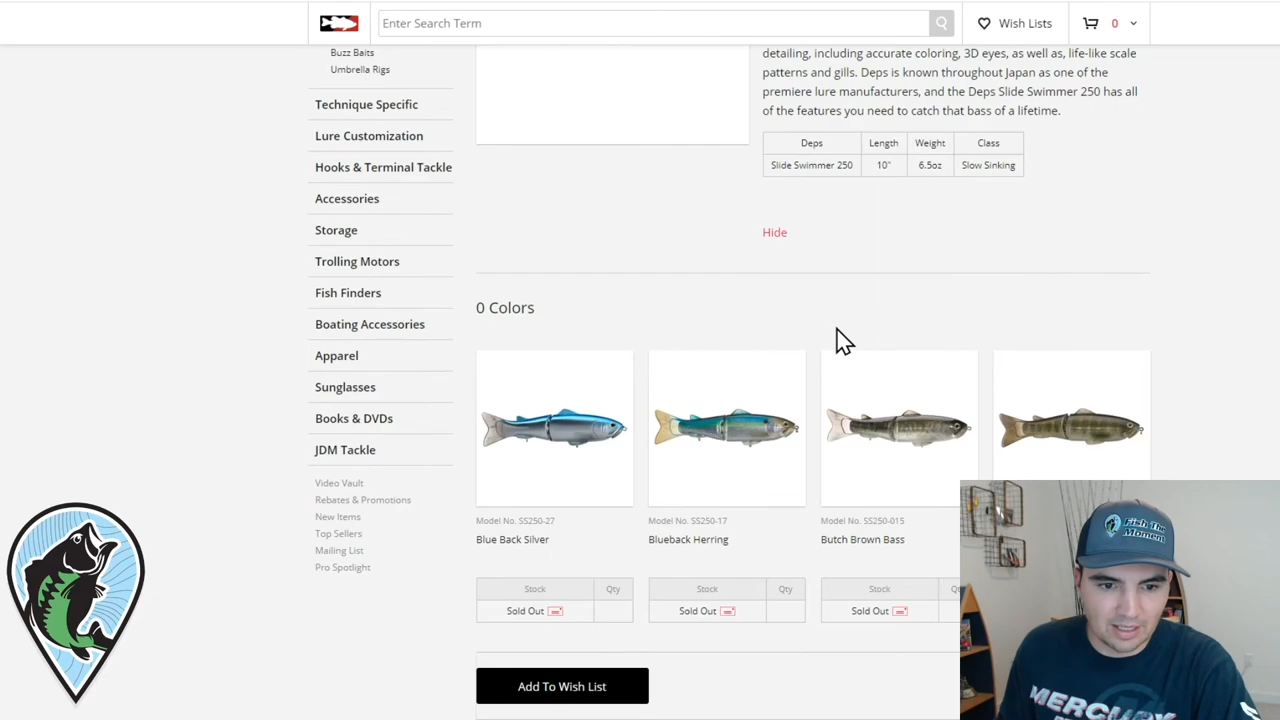 Enter Search Term
Wish Lists
0
Buzz Baits
Umbrella Rigs
Technique Specific
Lure Customization
Hooks & Terminal Tackle
Accessories
Storage
Trolling Motors
Fish Finders
Boating Accessories
Apparel
Sunglasses
Books & DVDs
JDM Tackle
Video Vault
Rebates & Promotions
New Items
Top Sellers
Mailing List
Pro Spotlight
detailing, including accurate coloring, 3D eyes, as well as, life-like scale
patterns and gills. Deps is known throughout Japan as one of the
premiere lure manufacturers, and the Deps Slide Swimmer 250 has all
of the features you need to catch that bass of a lifetime.
Deps Length Weight Class
Slide Swimmer 250 10" 6.5oz Slow Sinking
Hide
0 Colors
Model No. SS250-27
Blue Back Silver
Stock Qty
Sold Out
Model No. SS250-17
Blueback Herring
Stock Qty
Sold Out
Model No. SS250-015
Butch Brown Bass
Stock
Sold Out
Add To Wish List
Fish The
Moment
MERCURY